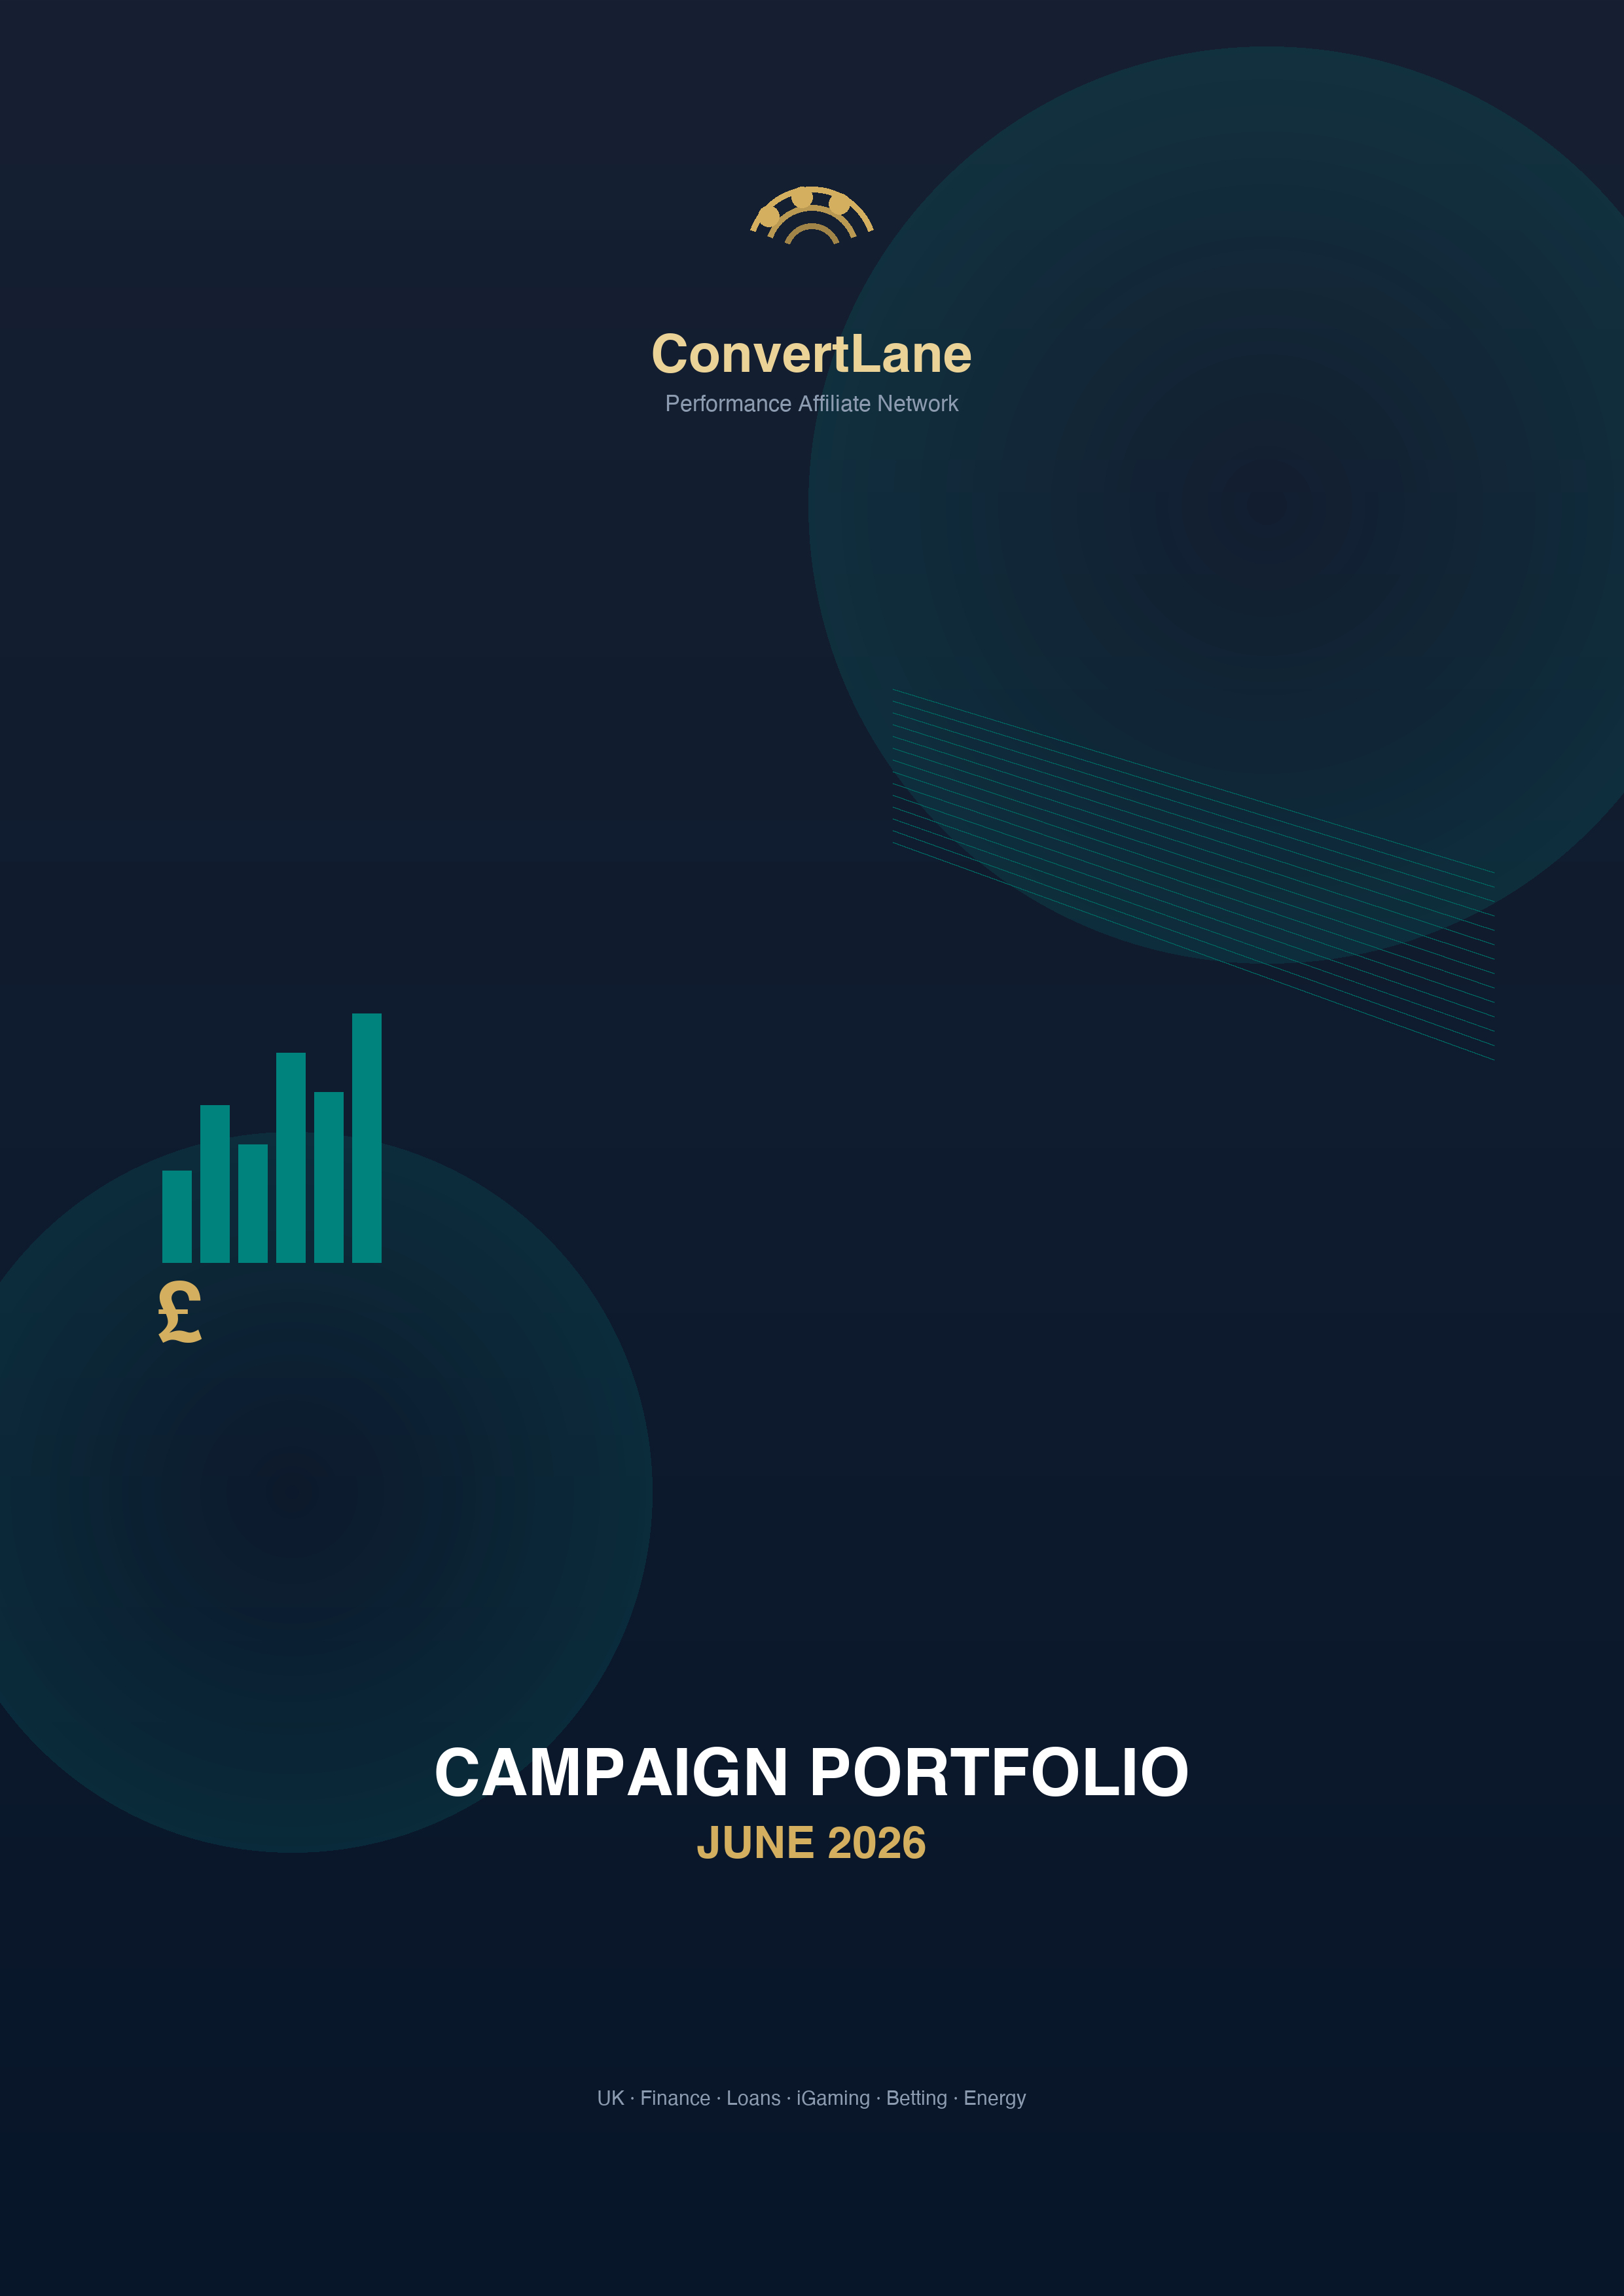 ConvertLane
Performance Affiliate Network
£
CAMPAIGN PORTFOLIO
JUNE 2026
UK · Finance · Loans · iGaming · Betting · Energy